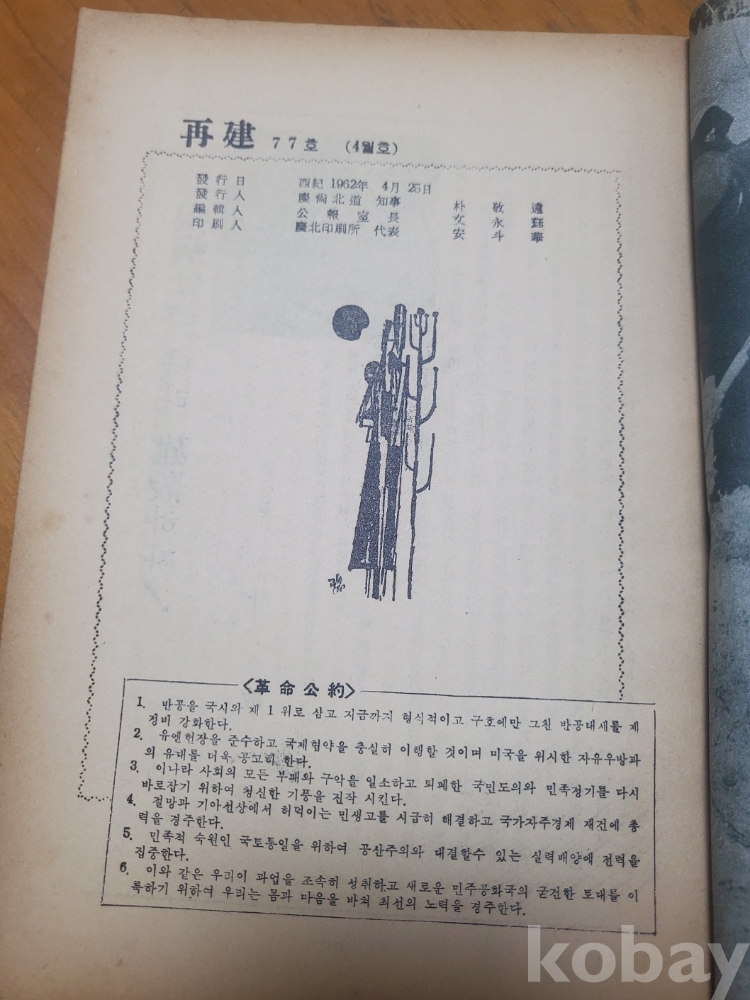 再建 77호 (4월호)
發行日 西紀 1962年 4月 25日
發行人 慶尙北道 知事 朴敬遠
編輯人 公報室長 文永
印刷人 慶北印刷所 代表 安斗華
<革命公約>
1. 반공을 국시의 제 1 위로 삼고 지금까지 형식적이고 구호에만 그친 반공태세를 재
정비 강화한다.
2. 유엔헌장을 준수하고 국제협약을 충실히 이행할 것이며 미국을 위시한 자유우방과
의 유대를 더욱 공고히 한다.
3. 이나라 사회의 모든 부패와 구악을 일소하고 퇴폐한 국민도의와 민족정기를 다시
바로잡기 위하여 청신한 기풍을 진작 시킨다.
4. 절망과 기아선상에서 허덕이는 민생고를 시급히 해결하고 국가자주경제 재건에 총
력을 경주한다.
5. 민족적 숙원인 국토통일을 위하여 공산주의와 대결할수 있는 실력배양에 전력을
집중한다.
6. 이와 같은 우리이 과업을 조속히 성취하고 새로운 민주공화국의 굳건한 토대를 이
룩하기 위하여 우리는 몸과 마음을 바쳐 최선의 노력을 경주한다.
kobay